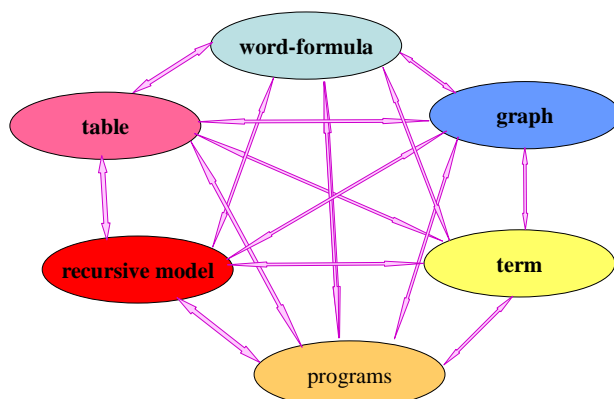 word-formula
table
graph
recursive model
term
programs